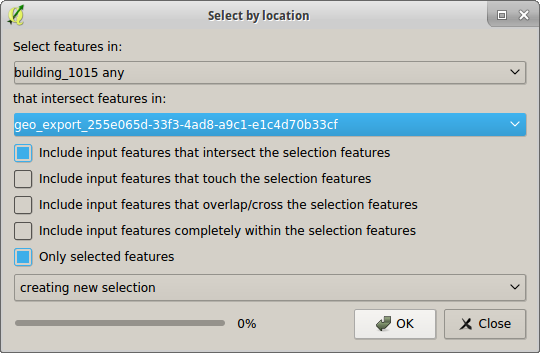 Select by location
Select features in:
building_1015 any
that intersect features in:
geo_export_255e065d-33f3-4ad8-a9c1-e1c4d70b33cf
Include input features that intersect the selection features
Include input features that touch the selection features
Include input features that overlap/cross the selection features
Include input features completely within the selection features
Only selected features
creating new selection
0%
OK
Close